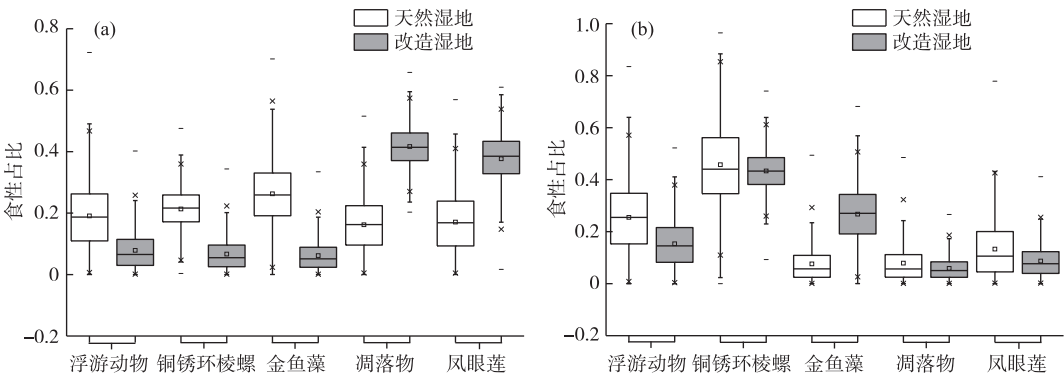 (a)
天然湿地
改造湿地
食性占比
0.8
0.6
0.4
0.2
0
−0.2
浮游动物 铜锈环棱螺 金鱼藻 凋落物 凤眼莲
(b)
天然湿地
改造湿地
食性占比
1.0
0.8
0.6
0.4
0.2
0
−0.2
浮游动物 铜锈环棱螺 金鱼藻 凋落物 凤眼莲